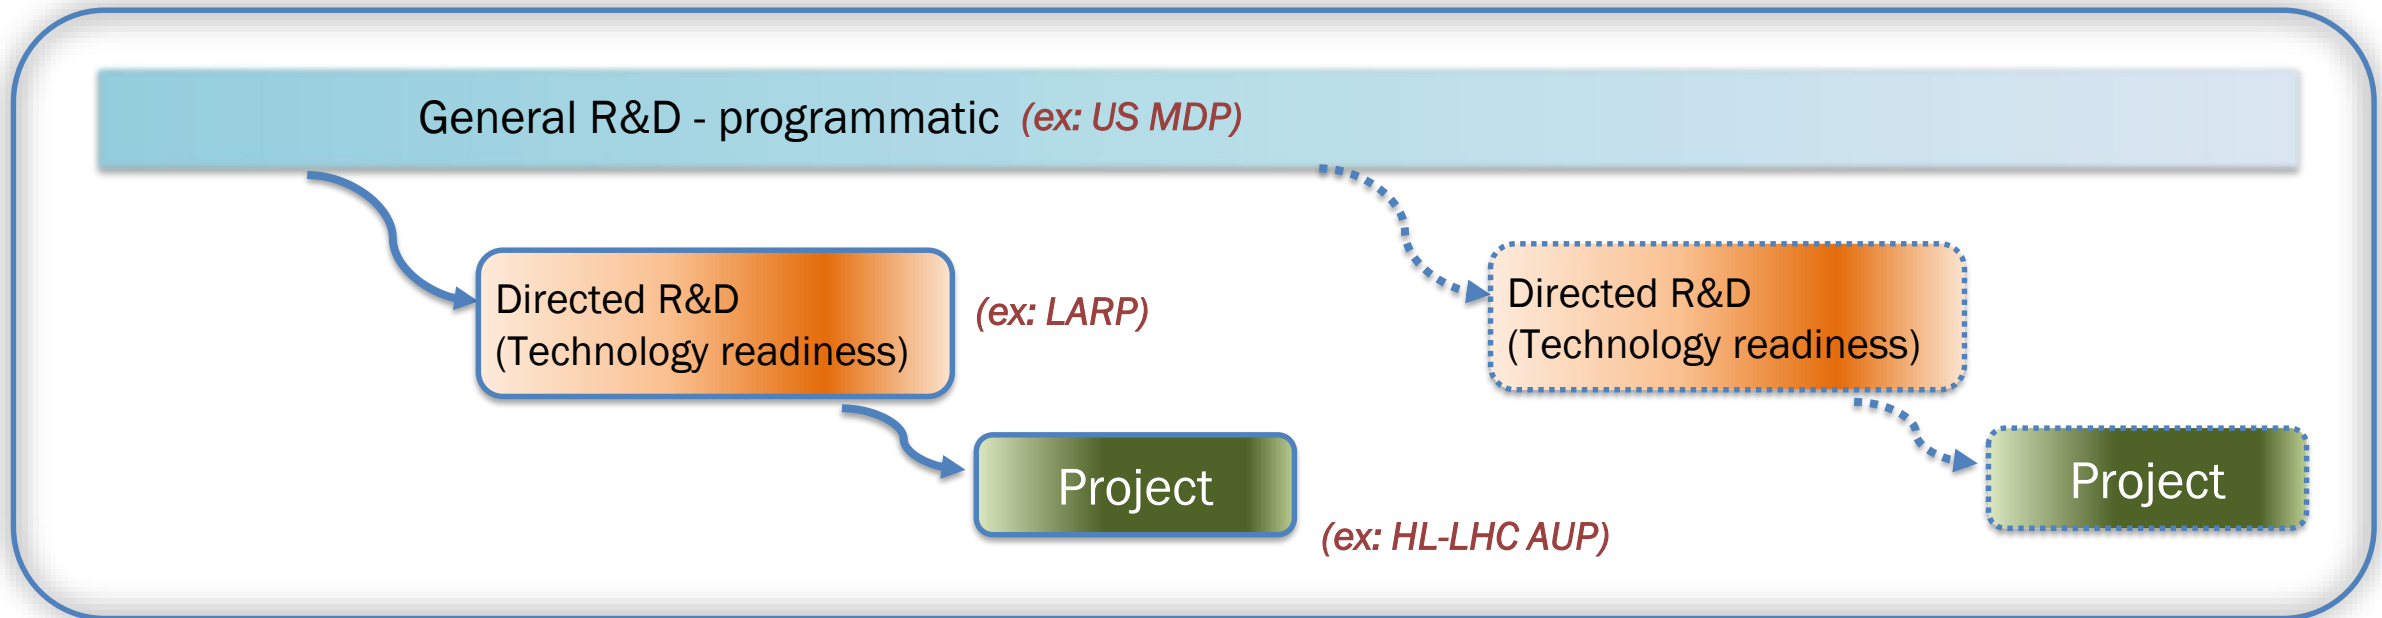 General R&D - programmatic (ex: US MDP)
Directed R&D
(Technology readiness)
(ex: LARP)
Directed R&D
(Technology readiness)
Project
(ex: HL-LHC AUP)
Project